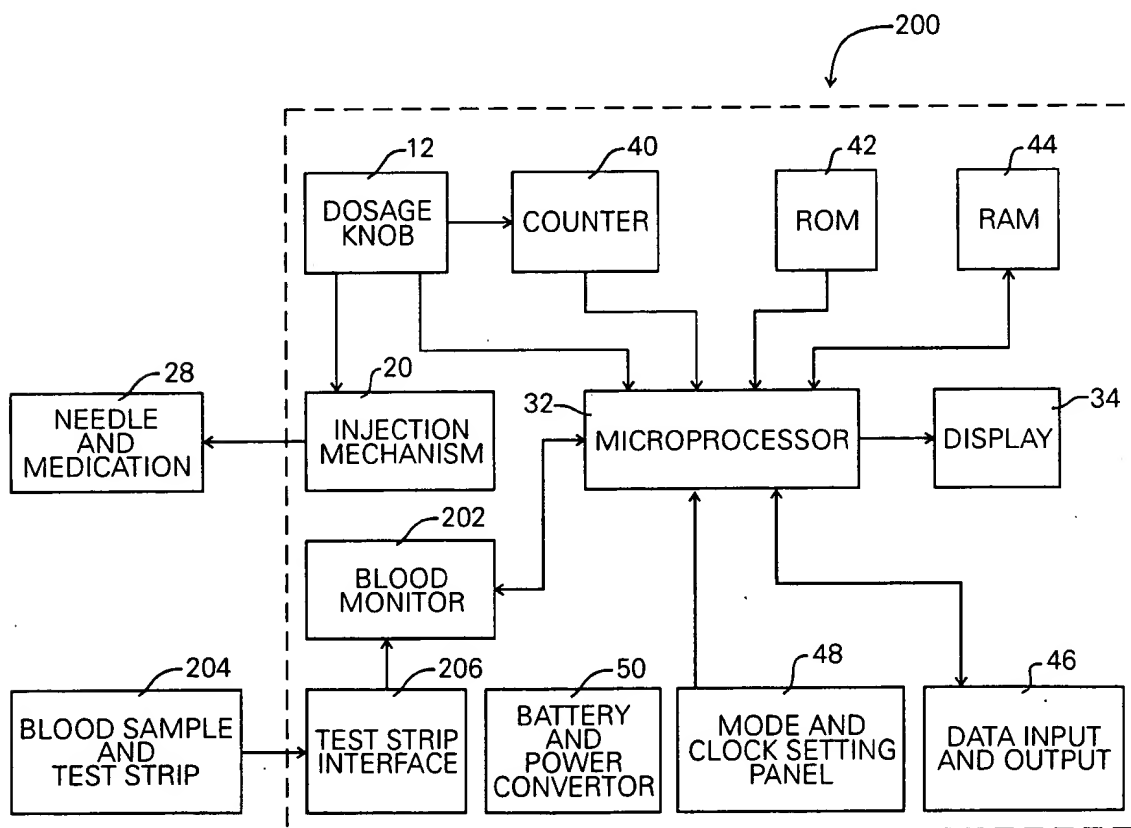 200
12
40
42
44
DOSAGE
KNOB
COUNTER
ROM
RAM
28
20
32
34
NEEDLE
AND
MEDICATION
INJECTION
MECHANISM
MICROPROCESSOR
DISPLAY
202
BLOOD
MONITOR
204
206
50
48
46
BLOOD SAMPLE
AND
TEST STRIP
TEST STRIP
INTERFACE
BATTERY
AND
POWER
CONVERTOR
MODE AND
CLOCK SETTING
PANEL
DATA INPUT
AND OUTPUT